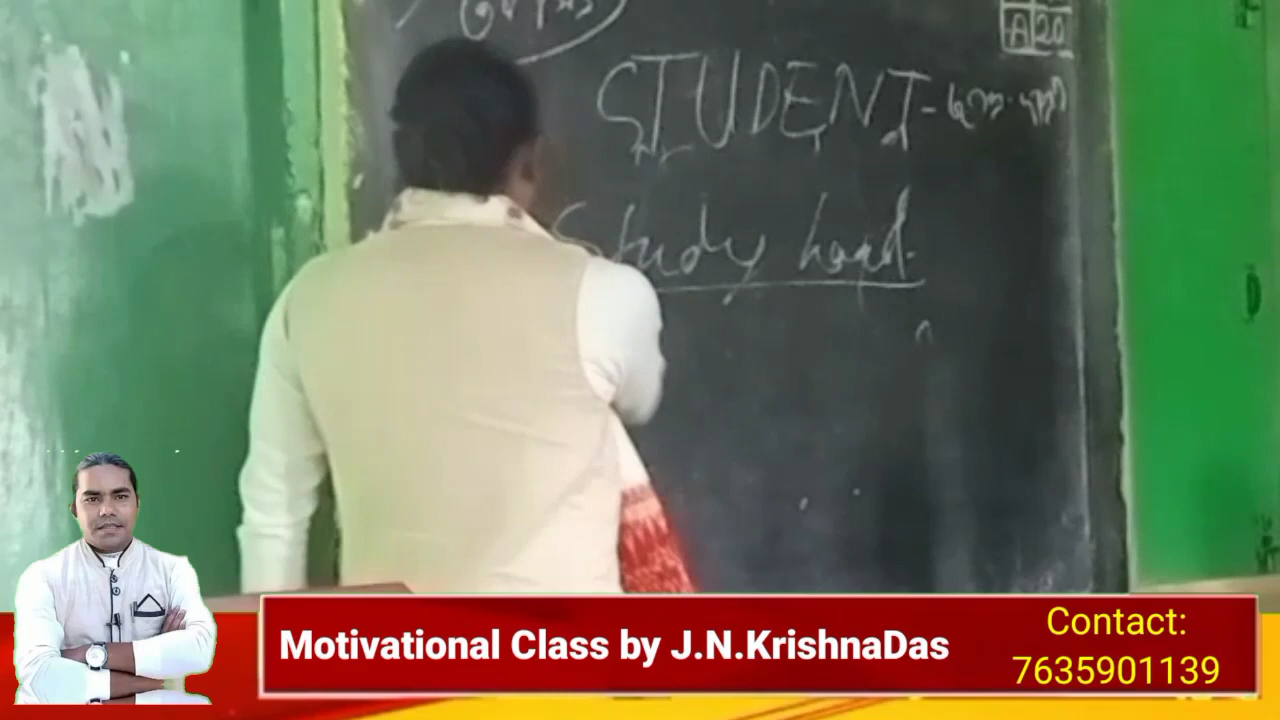 A 20
STUDENT -
Study hard.
Motivational Class by J.N.KrishnaDas
Contact:
7635901139